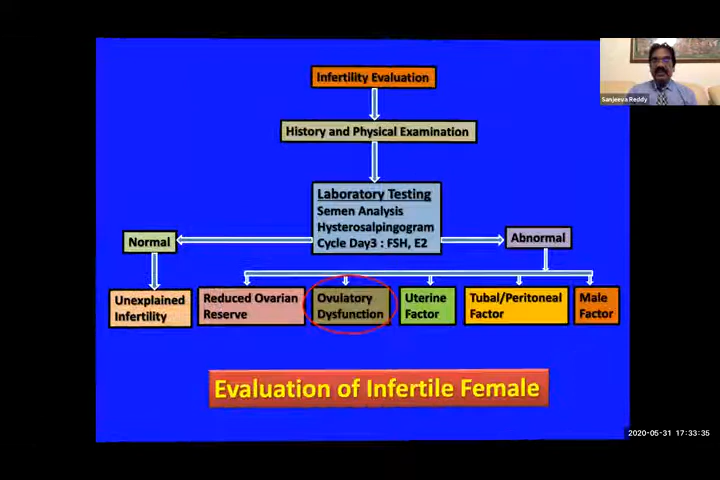 Infertility Evaluation
Sanjeeva Reddy
History and Physical Examination
Laboratory Testing
Semen Analysis
Hysterosalpingogram
Cycle Day3 : FSH, E2
Normal
Abnormal
Unexplained
Infertility
Reduced Ovarian
Reserve
Ovulatory
Dysfunction
Uterine
Factor
Tubal/Peritoneal
Factor
Male
Factor
Evaluation of Infertile Female
2020-05-31 17:33:35